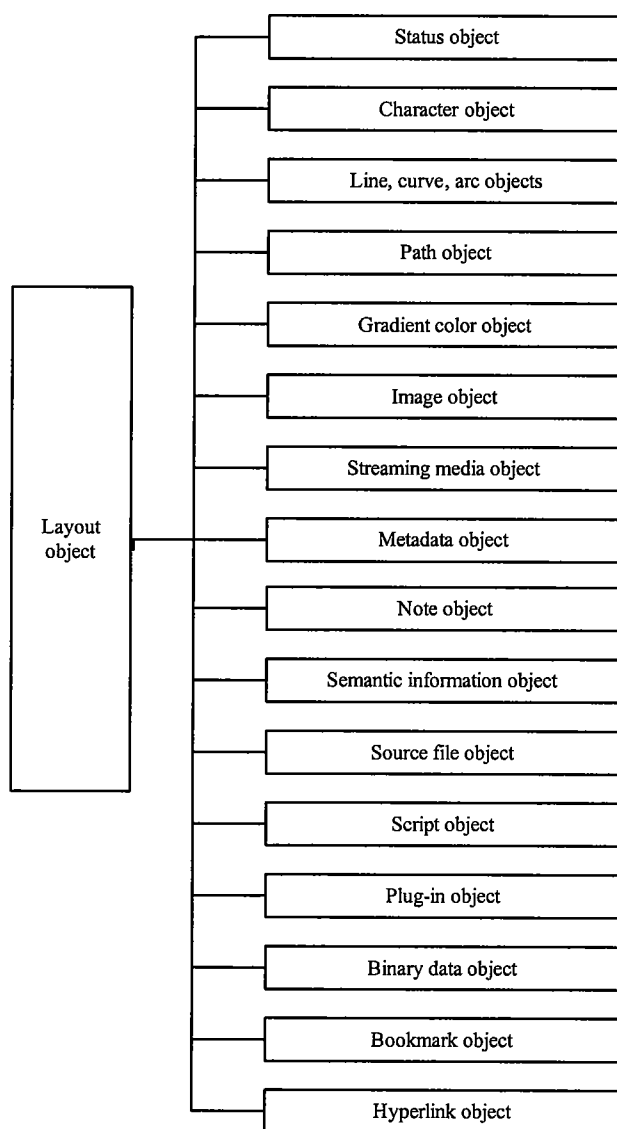 Status object
Character object
Line, curve, arc objects
Path object
Gradient color object
Image object
Streaming media object
Layout
object
Metadata object
Note object
Semantic information object
Source file object
Script object
Plug-in object
Binary data object
Bookmark object
Hyperlink object